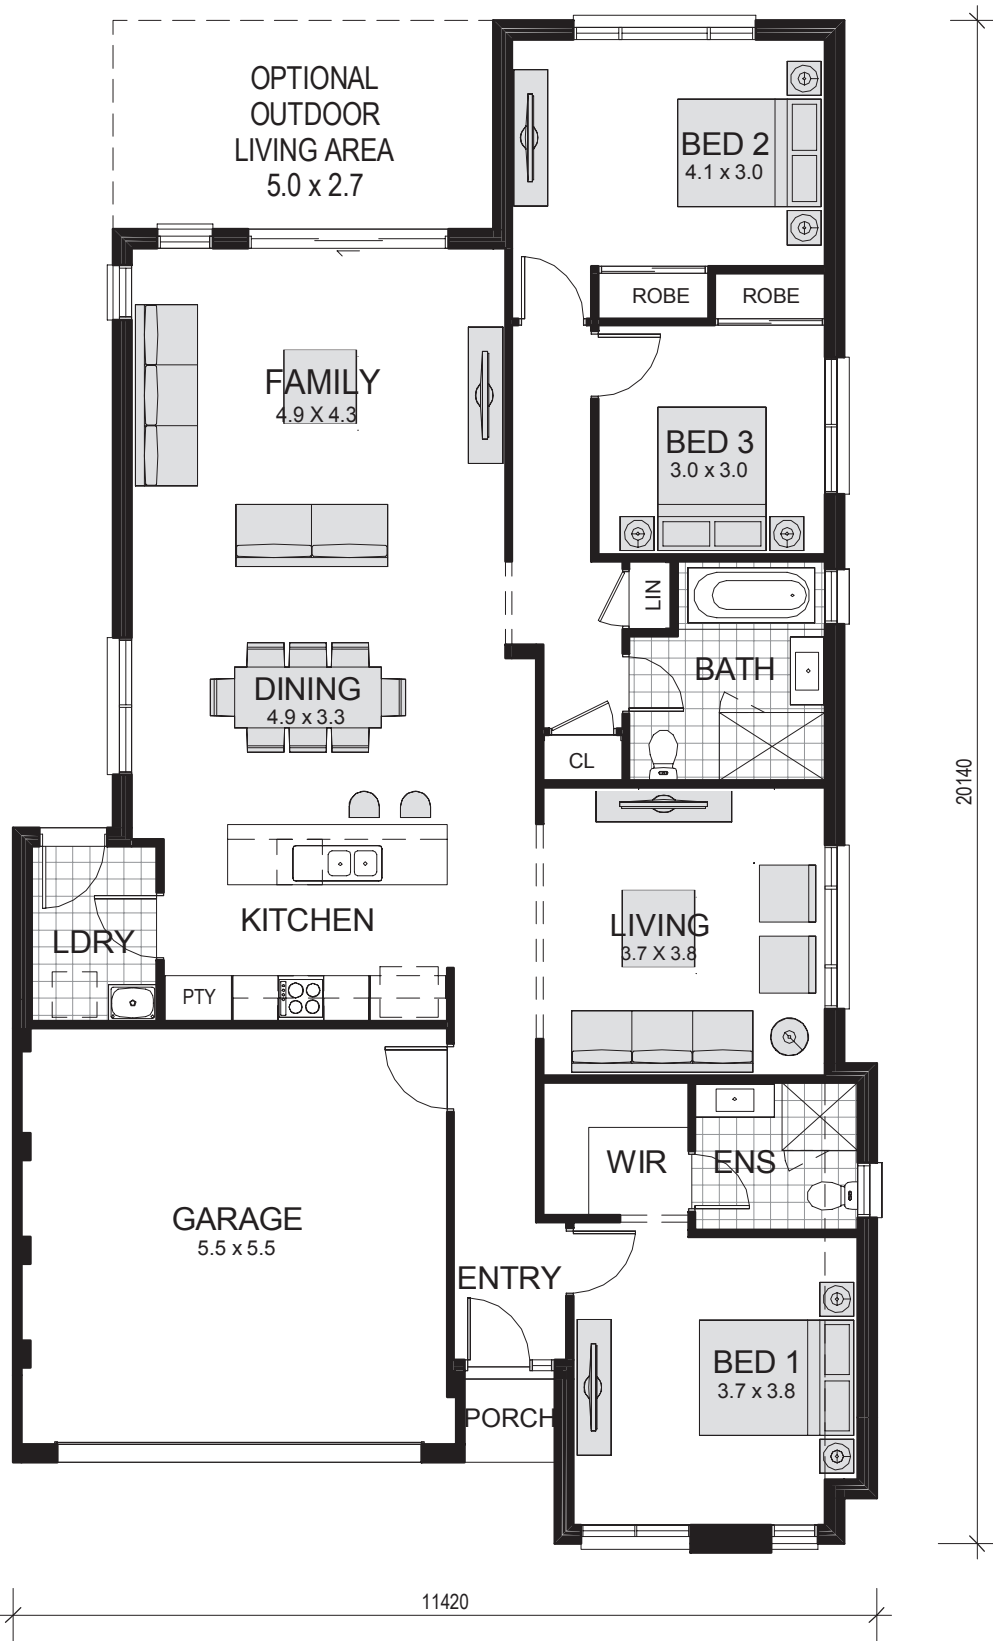 OPTIONAL
OUTDOOR
LIVING AREA
5.0 x 2.7
BED 2
4.1 x 3.0
ROBE
ROBE
FAMILY
4.9 X 4.3
BED 3
3.0 x 3.0
LIN
BATH
DINING
4.9 x 3.3
CL
20140
KITCHEN
LDRY
LIVING
3.7 X 3.8
PTY
WIR
ENS
GARAGE
5.5 x 5.5
ENTRY
BED 1
3.7 x 3.8
PORCH
11420